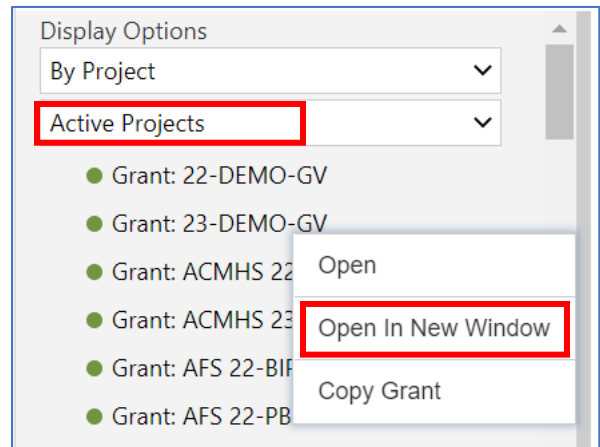 Display Options
By Project
Active Projects
Grant: 22-DEMO-GV
Grant: 23-DEMO-GV
Grant: ACMHS 22
Grant: ACMHS 23
Grant: AFS 22-BIF
Grant: AFS 22-PB
Open
Open In New Window
Copy Grant